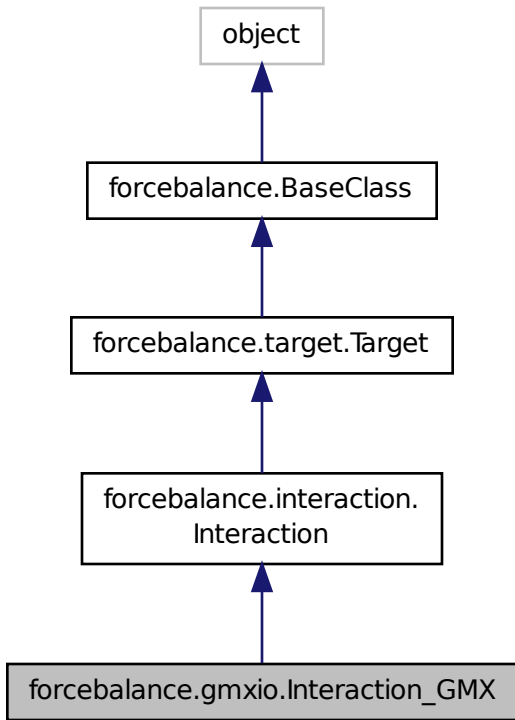 object
forcebalance.BaseClass
forcebalance.target.Target
forcebalance.interaction.
Interaction
forcebalance.gmxio.Interaction_GMX